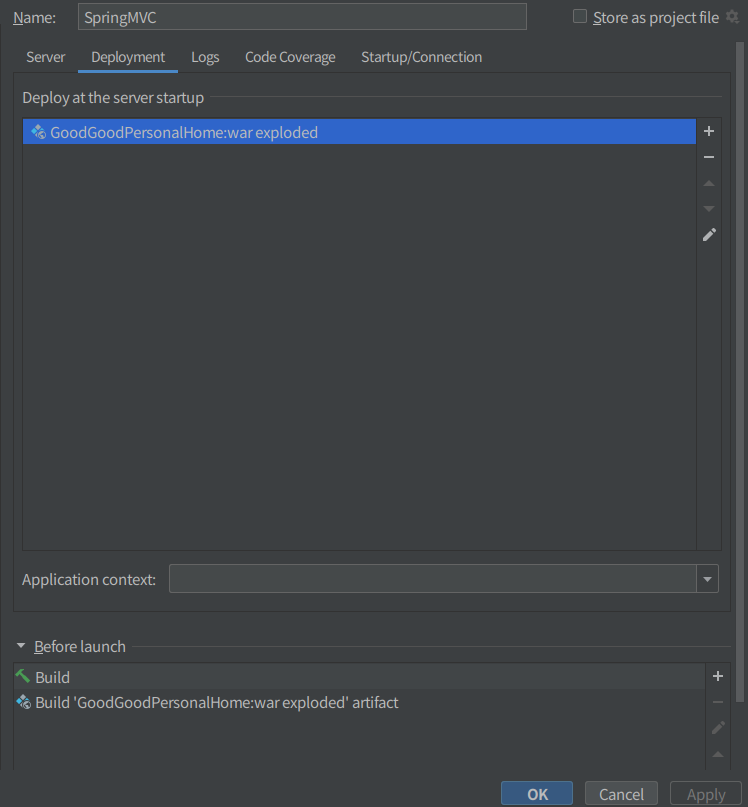 Name: SpringMVC Store as project file
Server Deployment Logs Code Coverage Startup/Connection
Deploy at the server startup
GoodGoodPersonalHome:war exploded
Application context:
Before launch
Build
Build 'GoodGoodPersonalHome:war exploded' artifact
OK Cancel Apply